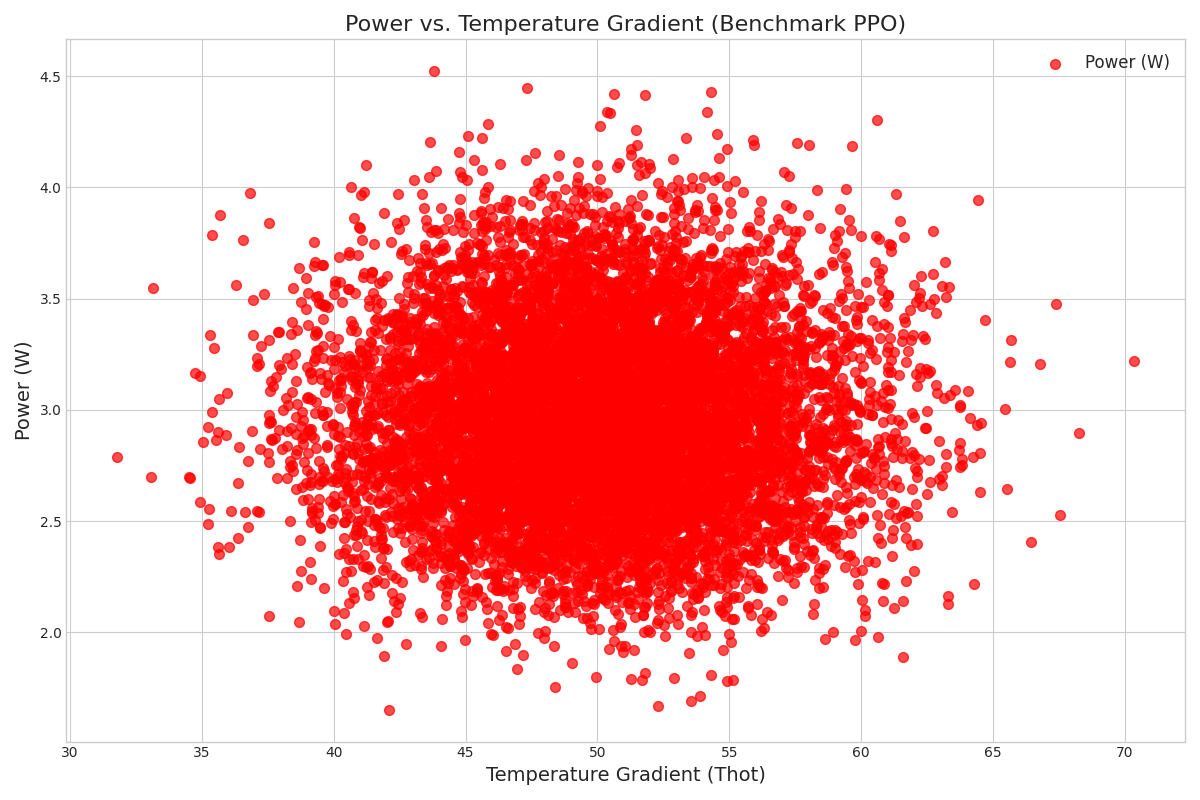 Power vs. Temperature Gradient (Benchmark PPO)
Power (W)
4.5
4.0
3.5
3.0
2.5
2.0
Power (W)
30 35 40 45 50 55 60 65 70
Temperature Gradient (Thot)